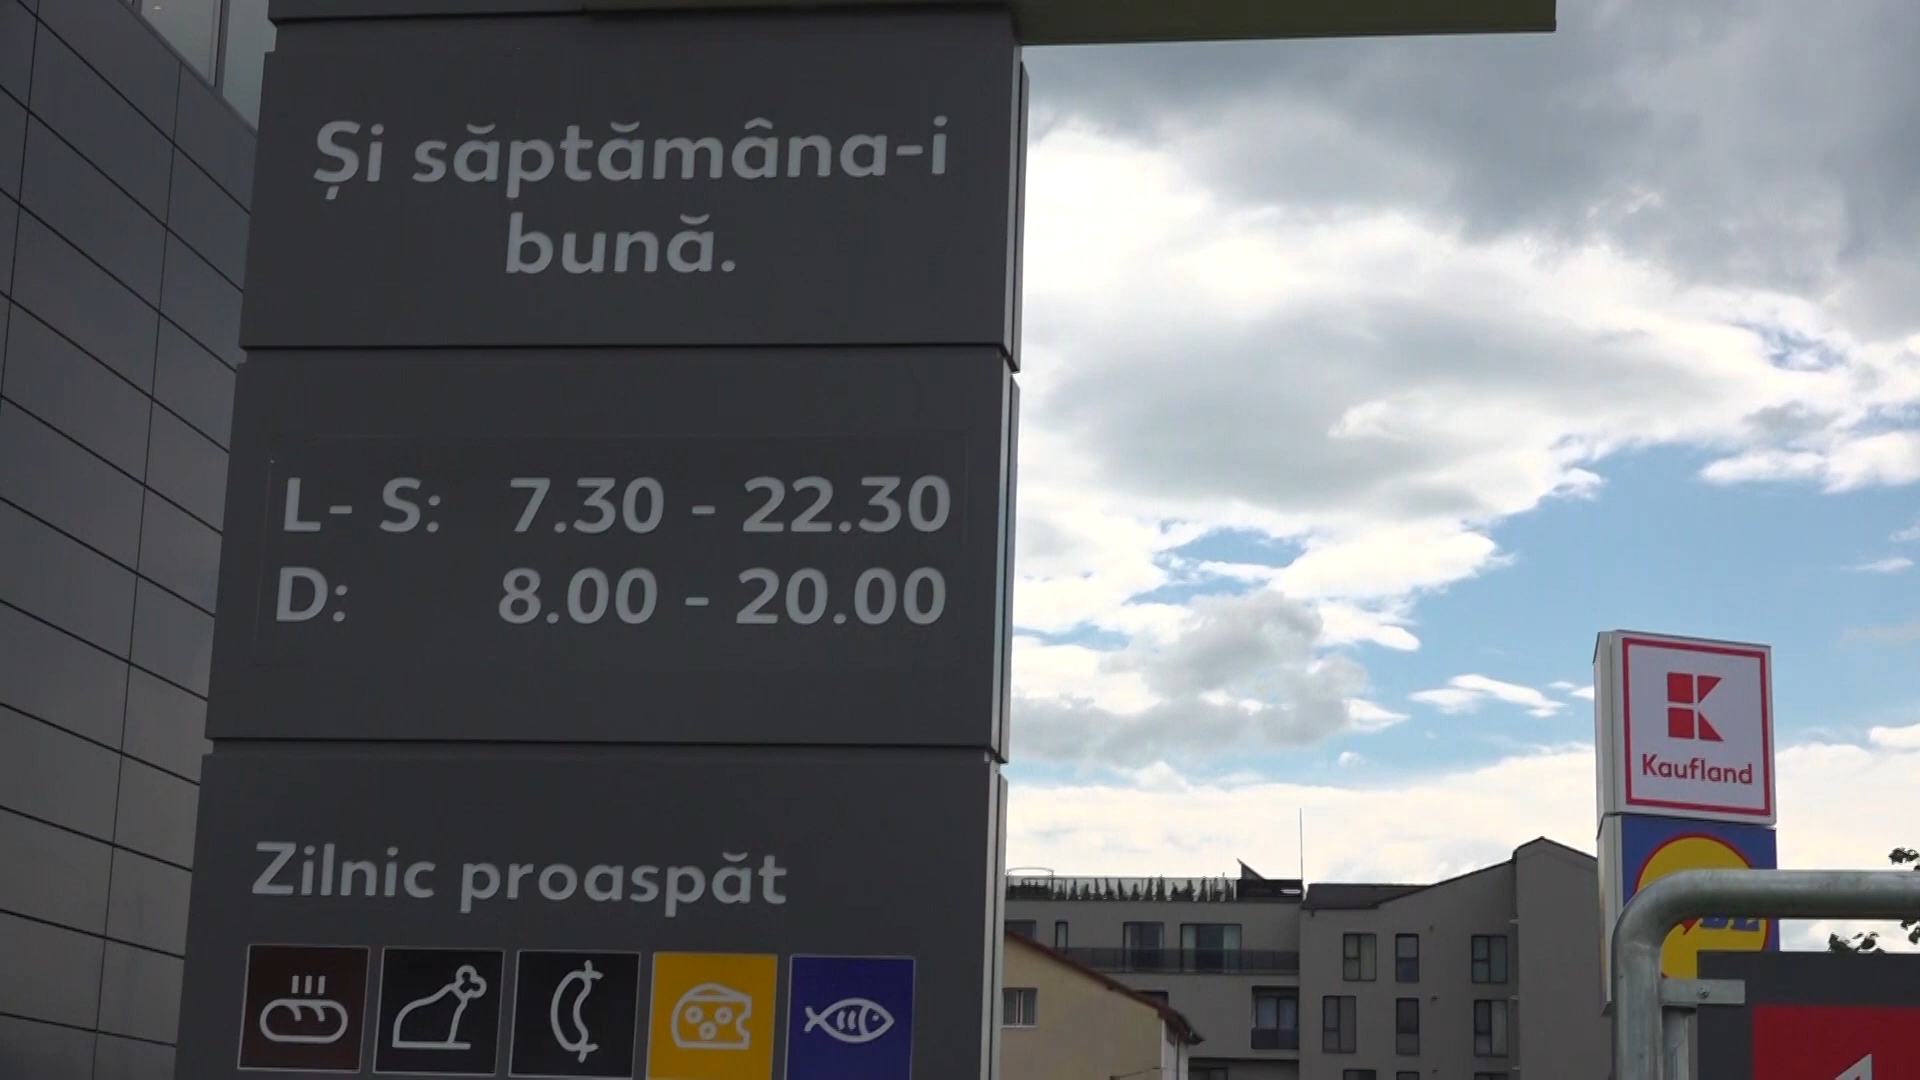 Și săptămâna-i
bună.
L- S: 7.30 - 22.30
D: 8.00 - 20.00
Zilnic proaspăt
Kaufland